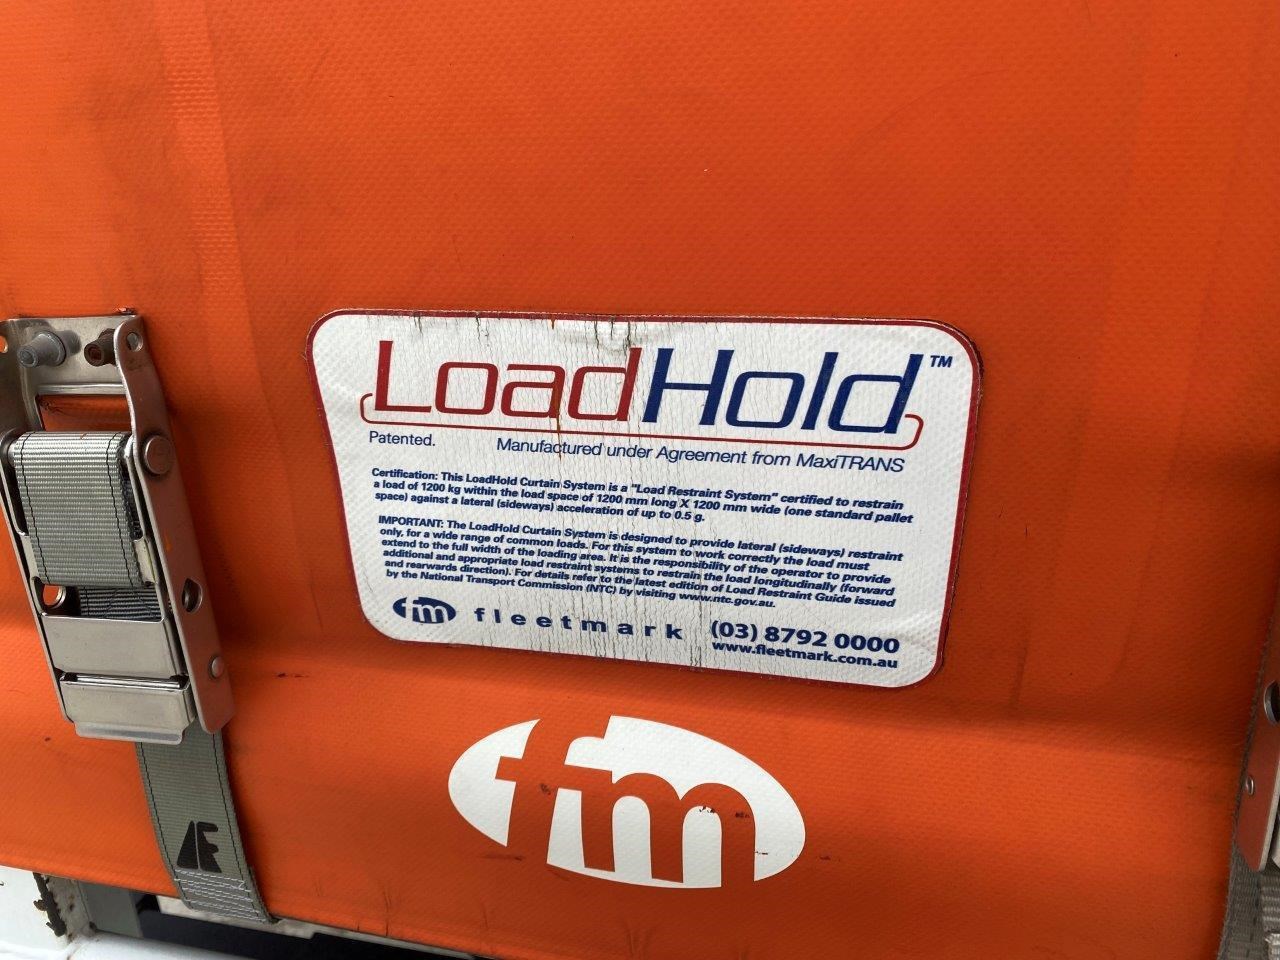 LoadHold™
Patented. Manufactured under Agreement from MaxiTRANS
Certification: This LoadHold Curtain System is a "Load Restraint System" certified to restrain
a load of 1200 kg within the load space of 1200 mm long X 1200 mm wide (one standard pallet
space) against a lateral (sideways) acceleration of up to 0.5 g.
IMPORTANT: The LoadHold Curtain System is designed to provide lateral (sideways) restraint
only, for a wide range of common loads. For this system to work correctly the load must
extend to the full width of the loading area. It is the responsibility of the operator to provide
additional and appropriate load restraint systems to restrain the load longitudinally (forward
and rearwards direction). For details refer to the latest edition of Load Restraint Guide issued
by the National Transport Commission (NTC) by visiting www.ntc.gov.au.
fm fleetmark (03) 8792 0000
www.fleetmark.com.au
fm